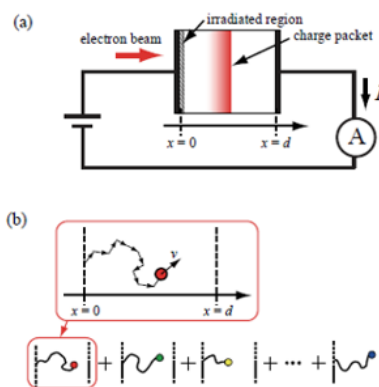 (a)
irradiated region
electron beam
charge packet
I
A
x = 0
x = d
(b)
v
x = 0
x = d
+ + + ··· +